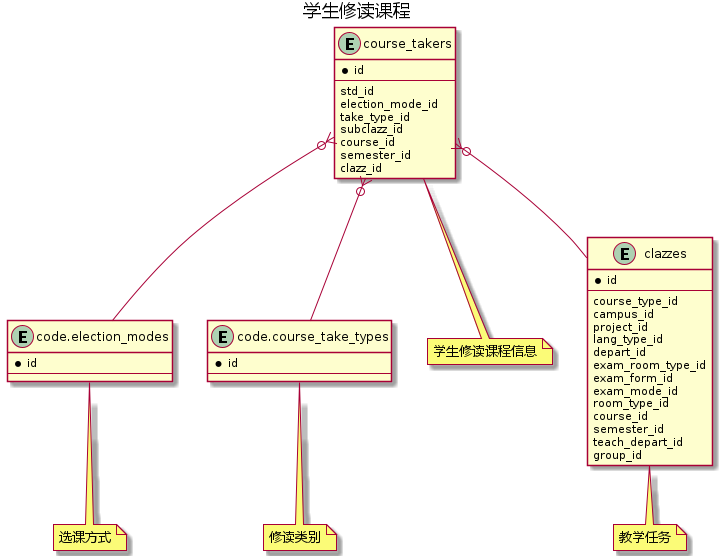 学生修读课程
E course_takers
id
std_id
election_mode_id
take_type_id
subclazz_id
course_id
semester_id
clazz_id
E clazzes
id
course_type_id
campus_id
project_id
lang_type_id
depart_id
exam_room_type_id
exam_form_id
exam_mode_id
room_type_id
course_id
semester_id
teach_depart_id
group_id
E code.election_modes
id
E code.course_take_types
id
学生修读课程信息
选课方式
修读类别
教学任务